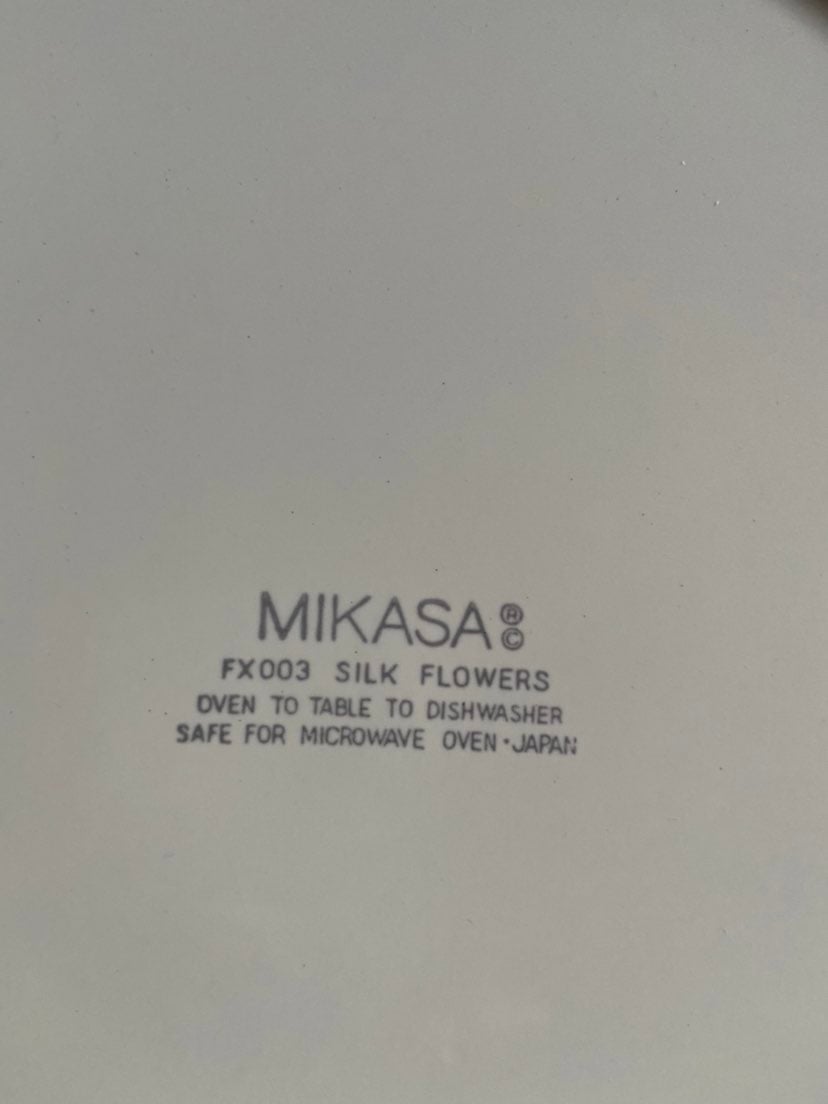 MIKASA®©
FX003 SILK FLOWERS
OVEN TO TABLE TO DISHWASHER
SAFE FOR MICROWAVE OVEN·JAPAN